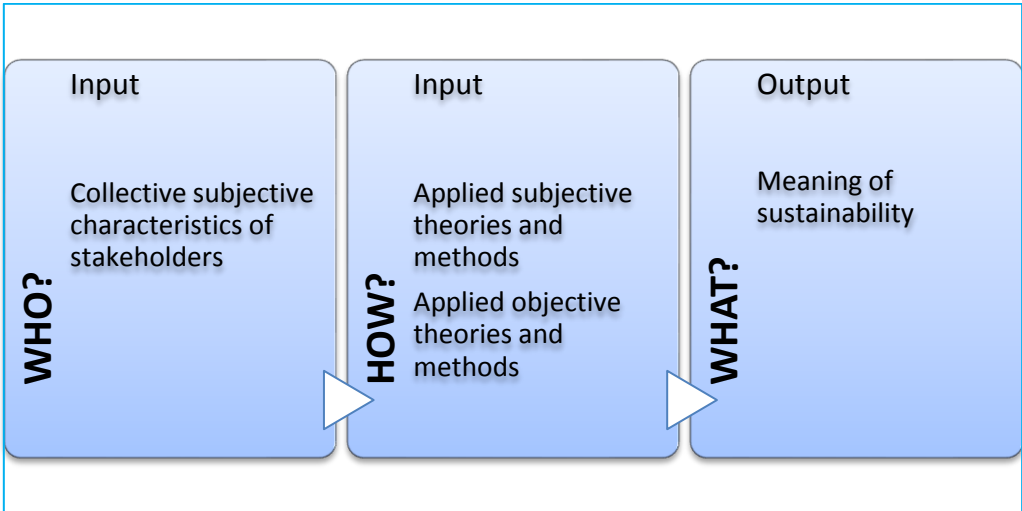 Input
Collective subjective
characteristics of
stakeholders
WHO?
Input
Applied subjective
theories and
methods
Applied objective
theories and
methods
HOW?
Output
Meaning of
sustainability
WHAT?